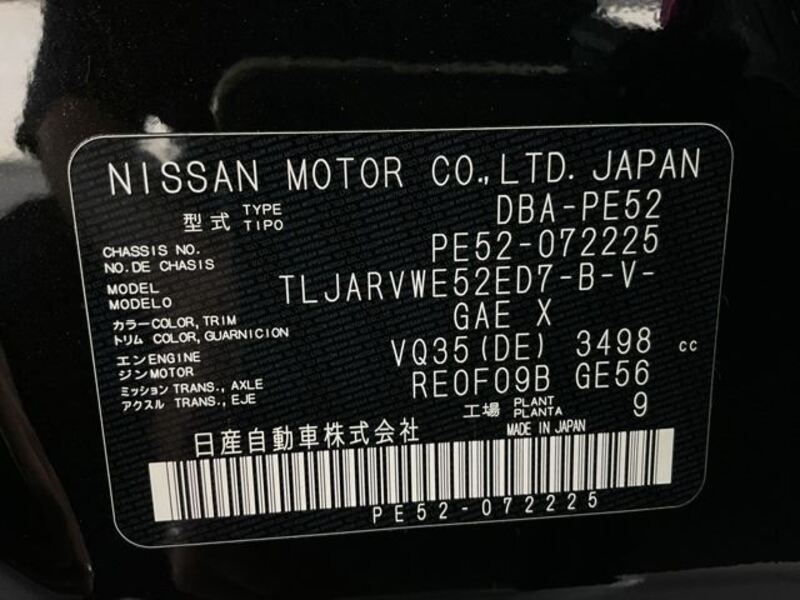 NISSAN MOTOR CO.,LTD. JAPAN
型式 TYPE TIPO DBA-PE52
CHASSIS NO. NO. DE CHASIS PE52-072225
MODEL MODELO TLJARVWE52ED7-B-V-
カラー COLOR, TRIM トリム COLOR, GUARNICION GAE X
エンジン ENGINE MOTOR VQ35(DE) 3498 cc
ミッション TRANS., AXLE アクスル TRANS., EJE RE0F09B GE56
工場 PLANT PLANTA 9
日産自動車株式会社 MADE IN JAPAN
PE52-072225